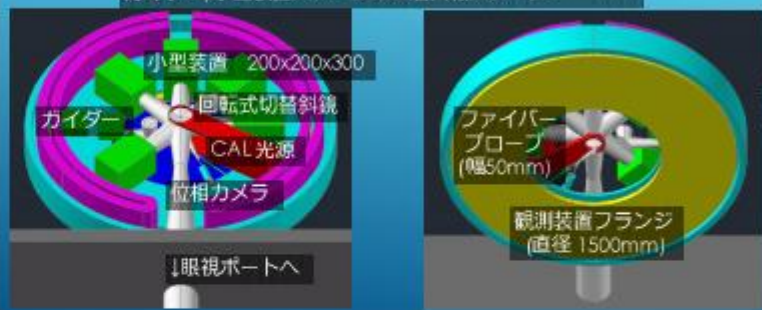 小型装置 200x200x300
ガイダー
回転式切替斜鏡
CAL光源
位相カメラ
↓眼視ポートへ
ファイバー
プローブ
(幅50mm)
観測装置フランジ
(直径 1500mm)